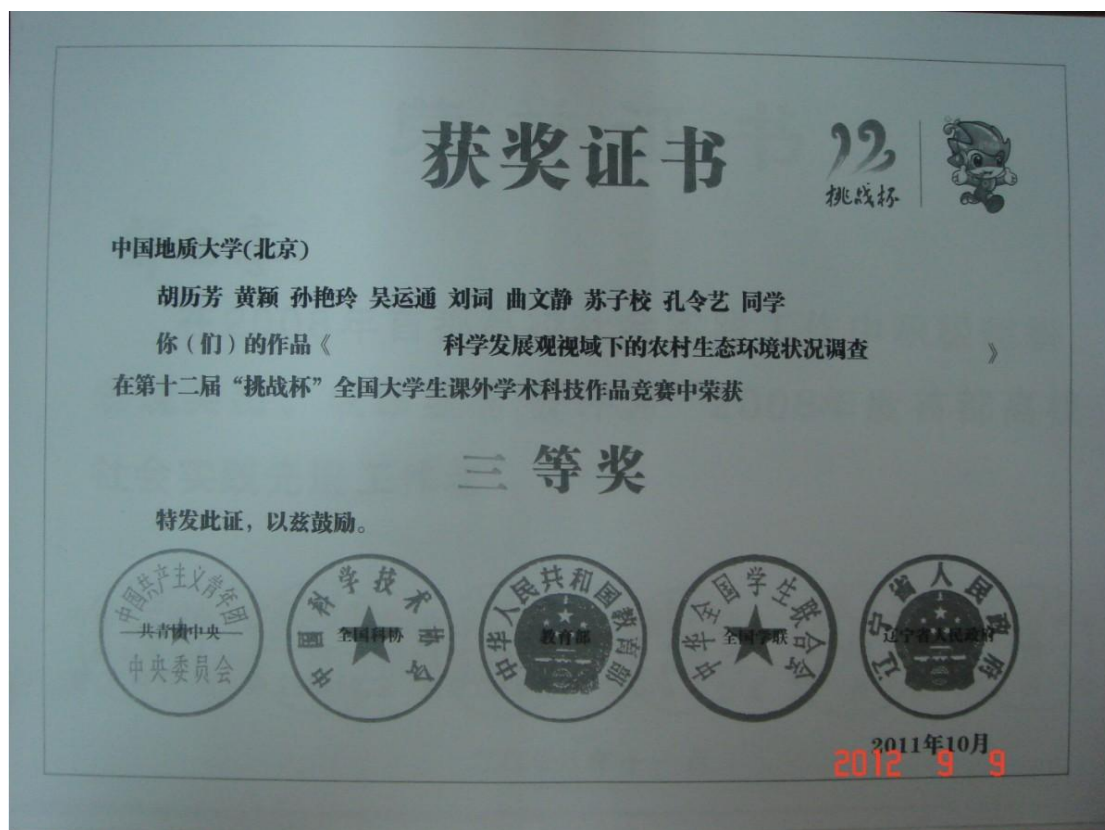 获奖证书
12
挑战杯
中国地质大学(北京)
胡历芳 黄颖 孙艳玲 吴运通 刘词 曲文静 苏子校 孔令艺 同学
你(们)的作品《 科学发展观视域下的农村生态环境状况调查 》
在第十二届“挑战杯”全国大学生课外学术科技作品竞赛中荣获
三等奖
特发此证，以兹鼓励。
中国共产主义青年团
共青团中央
中央委员会
中国科学技术协会
全国科协
中华人民共和国教育部
教育部
中华全国学生联合会
全国学联
辽宁省人民政府
辽宁省人民政府
2011年10月
2012 9 9